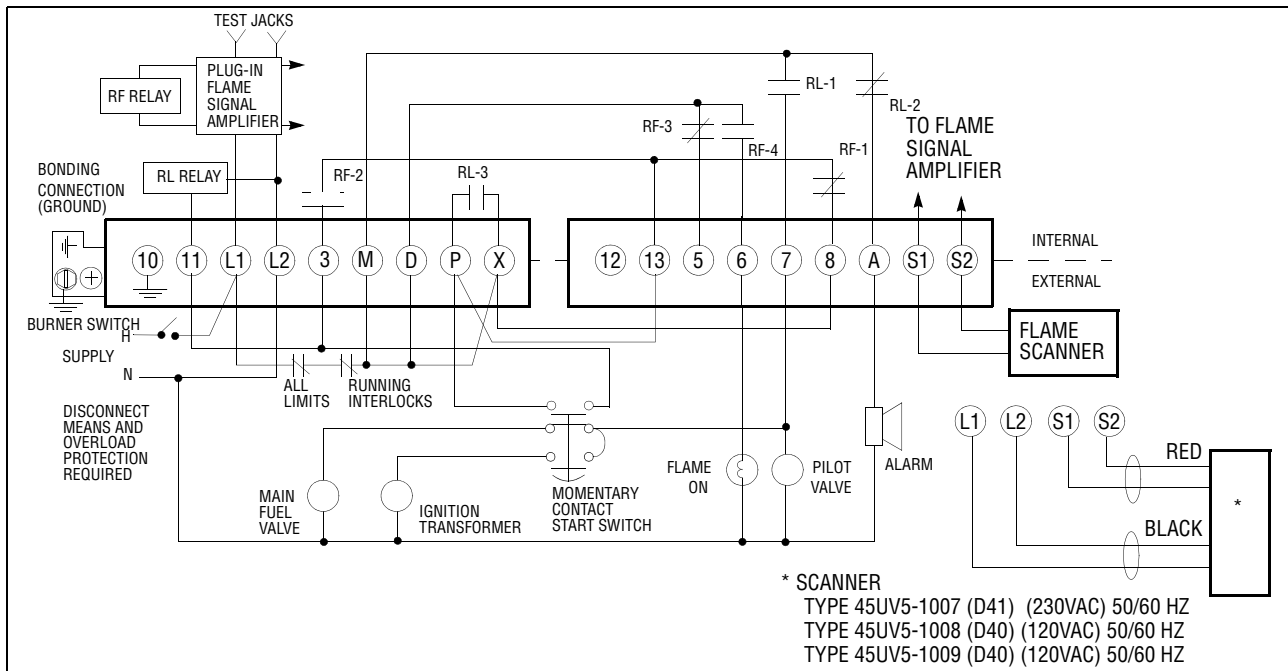 TEST JACKS
PLUG-IN
FLAME
SIGNAL
AMPLIFIER
RF RELAY
RL RELAY
BONDING
CONNECTION
(GROUND)
RF-2
RL-3
RF-3
RF-4
RL-1
RF-1
RL-2
TO FLAME
SIGNAL
AMPLIFIER
10 11 L1 L2 3 M D P X
12 13 5 6 7 8 A S1 S2
INTERNAL
EXTERNAL
BURNER SWITCH
H
SUPPLY
N
DISCONNECT
MEANS AND
OVERLOAD
PROTECTION
REQUIRED
ALL
LIMITS
RUNNING
INTERLOCKS
MAIN
FUEL
VALVE
IGNITION
TRANSFORMER
MOMENTARY
CONTACT
START SWITCH
FLAME
ON
PILOT
VALVE
ALARM
FLAME
SCANNER
L1 L2 S1 S2
RED
BLACK
*
* SCANNER
TYPE 45UV5-1007 (D41) (230VAC) 50/60 HZ
TYPE 45UV5-1008 (D40) (120VAC) 50/60 HZ
TYPE 45UV5-1009 (D40) (120VAC) 50/60 HZ